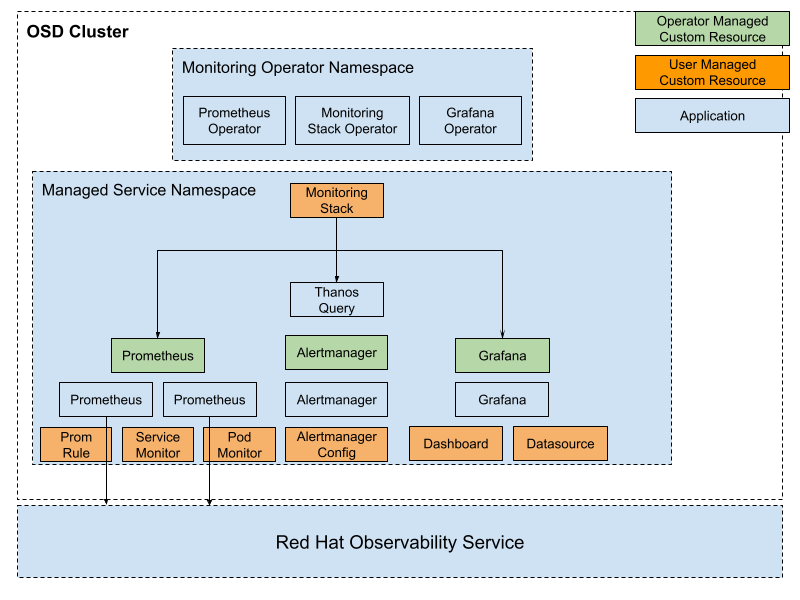 OSD Cluster
Operator Managed
Custom Resource
User Managed
Custom Resource
Application
Monitoring Operator Namespace
Prometheus
Operator
Monitoring
Stack Operator
Grafana
Operator
Managed Service Namespace
Monitoring
Stack
Thanos
Query
Prometheus
Alertmanager
Grafana
Prometheus
Prometheus
Alertmanager
Grafana
Prom
Rule
Service
Monitor
Pod
Monitor
Alertmanager
Config
Dashboard
Datasource
Red Hat Observability Service